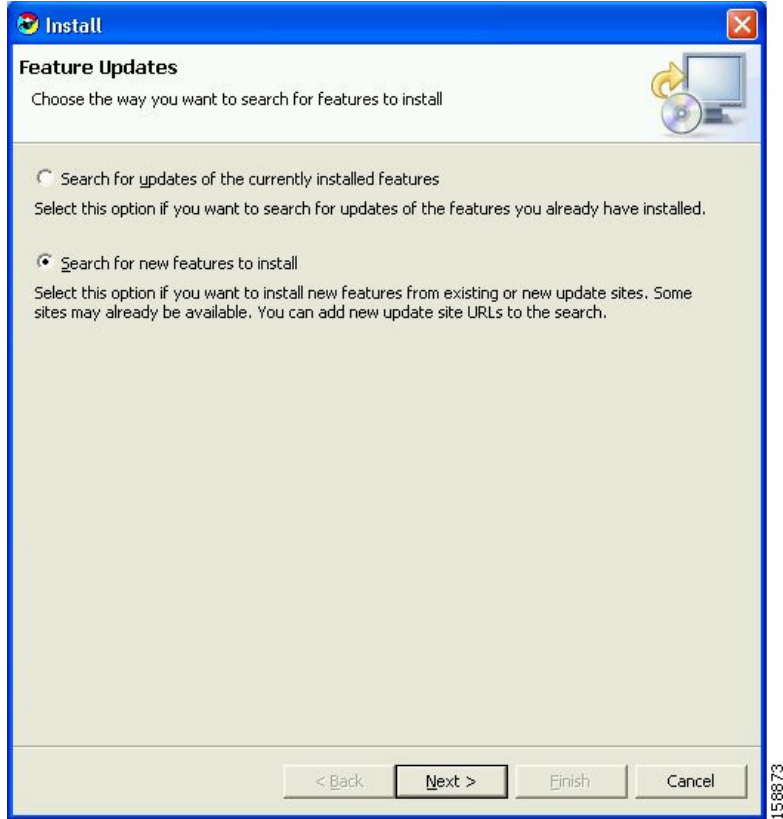 Install
Feature Updates
Choose the way you want to search for features to install
Search for updates of the currently installed features
Select this option if you want to search for updates of the features you already have installed.
Search for new features to install
Select this option if you want to install new features from existing or new update sites. Some
sites may already be available. You can add new update site URLs to the search.
< Back
Next >
Finish
Cancel
158873